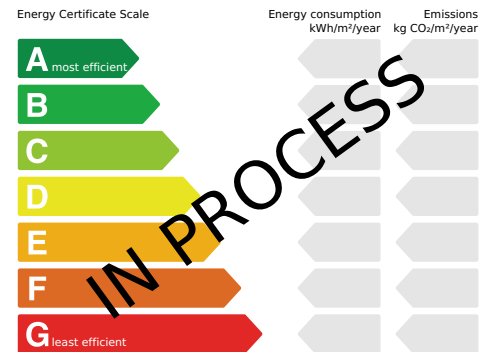 Energy Certificate Scale
Energy consumption
kWh/m²/year
Emissions
kg CO₂/m²/year
A most efficient
B
C
D
E
F
G least efficient
IN PROCESS